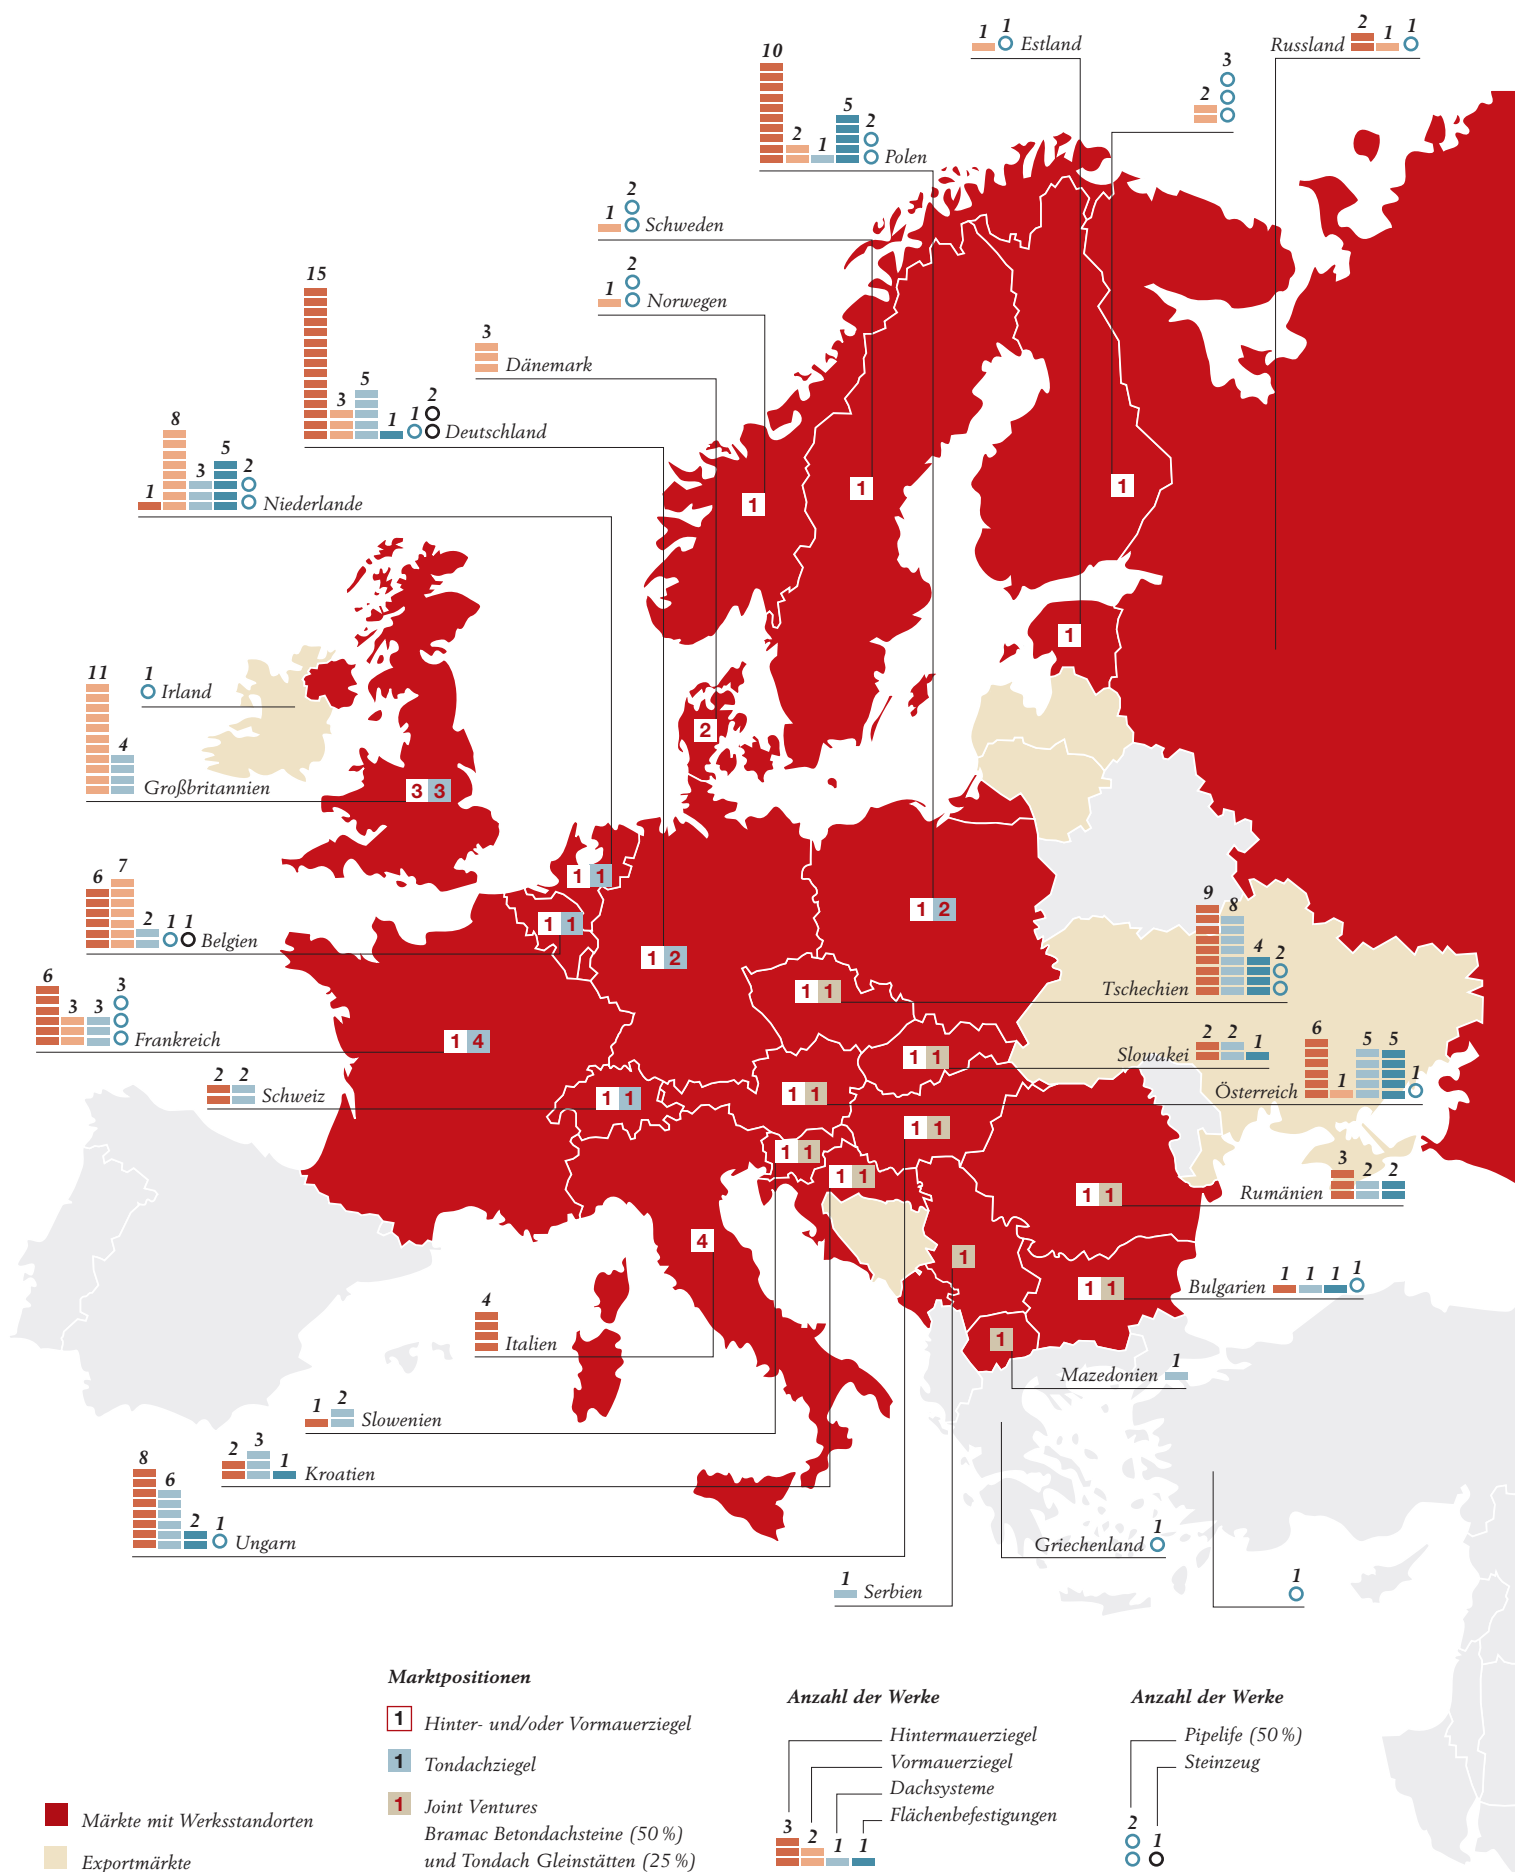 1 1 Estland
2 1 1
Russland
10 2 1 5 2
Polen
2 3
1 2
Schweden
1 2
Norwegen
15 3 5 1 1 2
Deutschland
3
Dänemark
1 8 3 5 2
Niederlande
1
1
1
1
11 4
1 Irland
Großbritannien
2
3 3
1 1
6 7 2 1 1
Belgien
1 1
1 2
1 2
9 8 4 2
Tschechien
1 1
6 3 3 3
Frankreich
1 4
2 2 1
Slowakei
1 1
6 1 5 5 1
Österreich
1 1
2 2
Schweiz
1 1
1 1
1 1
1 1
3 2 2
Rumänien
1 1
4
1
1 1
Bulgarien
1 1 1 1
4
Italien
1
Mazedonien 1
1 2
Slowenien
2 3 1
Kroatien
8 6 2 1
Ungarn
Griechenland 1
1 Serbien
1
Marktpositionen
1 Hinter- und/oder Vormauerziegel
1 Tondachziegel
1 Joint Ventures
Bramac Betondachsteine (50 %)
und Tondach Gleinstätten (25 %)
Märkte mit Werksstandorten
Exportmärkte
Anzahl der Werke
Hintermauerziegel
Vormauerziegel
Dachsysteme
Flächenbefestigungen
3 2 1 1
Anzahl der Werke
Pipelife (50 %)
Steinzeug
2 1